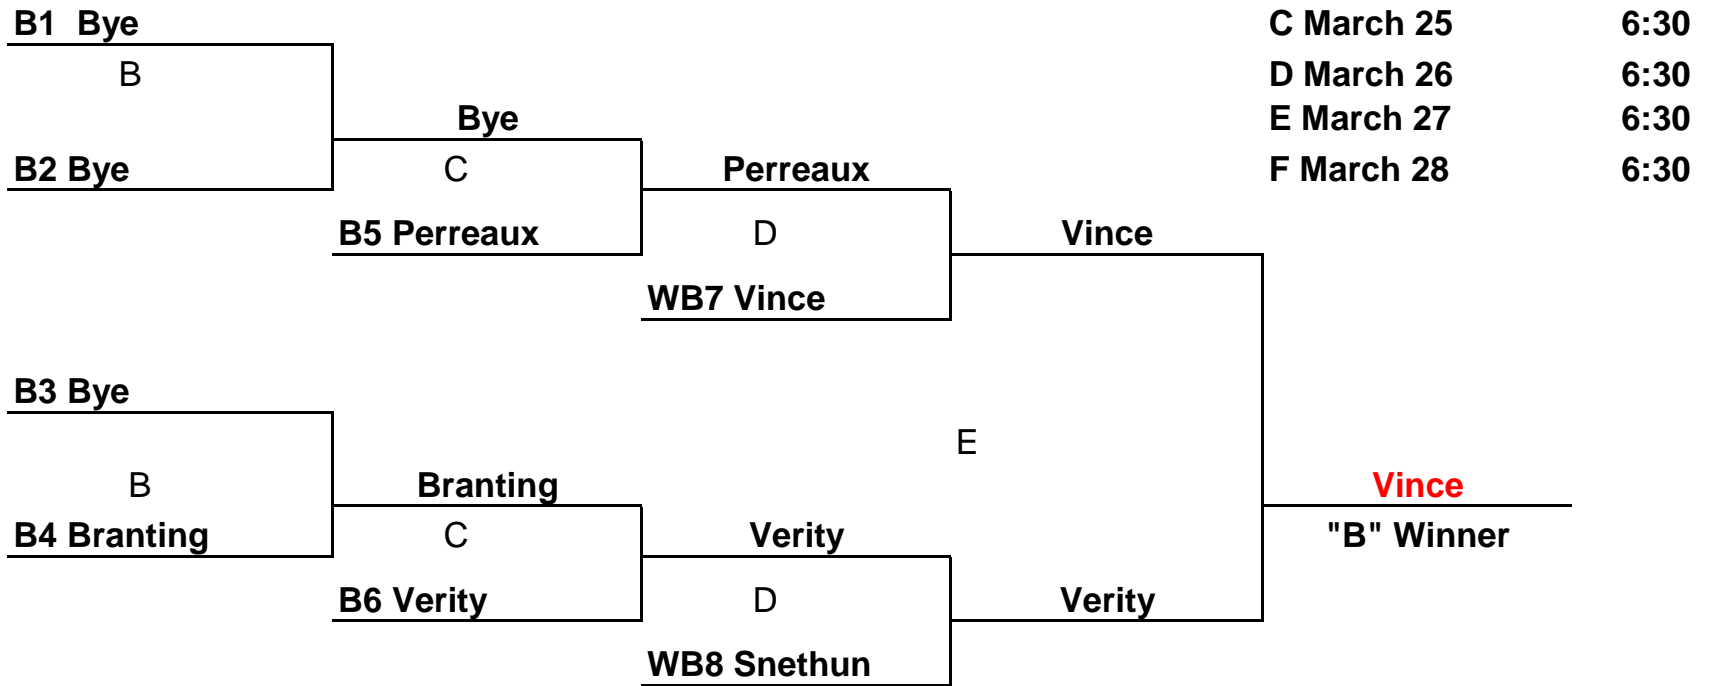 B1  Bye
C March 25 6:30
B
D March 26 6:30
Bye
E March 27 6:30
B2 Bye
C
Perreaux
F March 28 6:30
B5 Perreaux
D
Vince
WB7 Vince
B3 Bye
E
B
Branting
Vince
B4 Branting
C
Verity
"B" Winner
B6 Verity
D
Verity
WB8 Snethun